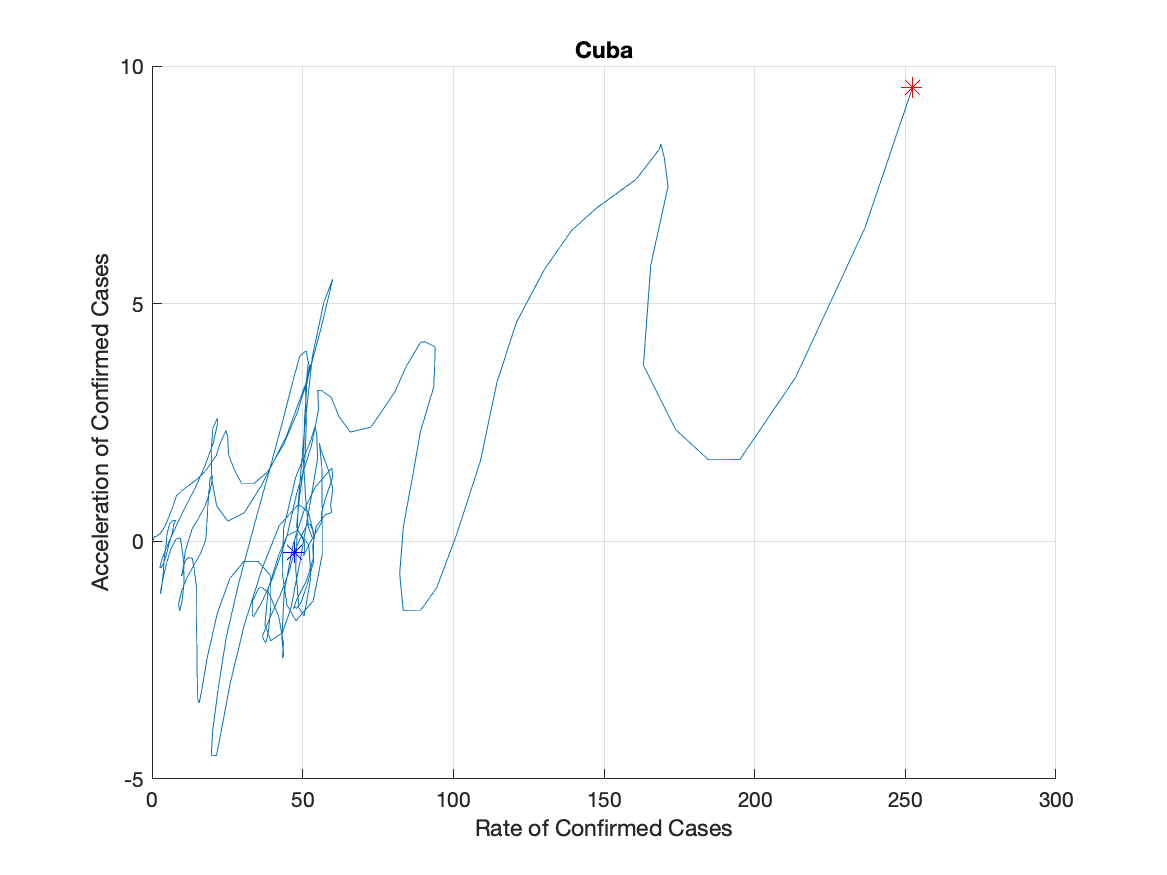 Cuba
10
5
0
-5
Acceleration of Confirmed Cases
0 50 100 150 200 250 300
Rate of Confirmed Cases